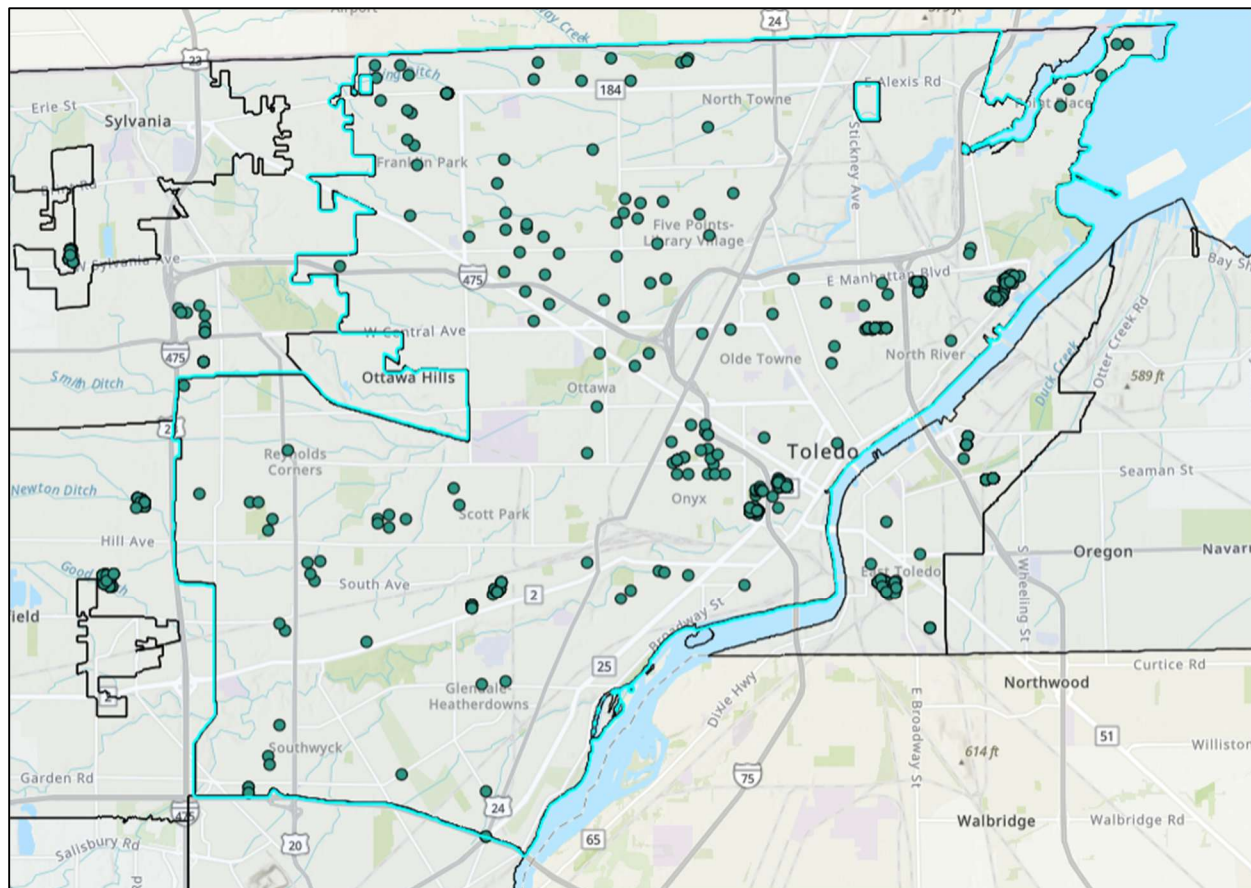 Airport
24
23
Erie St
Sylvania
184
North Towne
E Alexis Rd
Point Place
Stickney Ave
Franklin Park
Five Points-
Library Village
W Sylvania Ave
475
E Manhattan Blvd
Bay Sh
Otter Creek Rd
W Central Ave
475
Olde Towne
North River
Duck Creek
589 ft
Smith Ditch
Ottawa Hills
Ottawa
Reynolds
Corners
Toledo
Seaman St
Newton Ditch
Scott Park
Onyx
Hill Ave
Oregon
Navarr
South Ave
2
East Toledo
S Wheeling St
field
Broadway St
25
Curtice Rd
2
Glendale-
Heatherdowns
Dixie Hwy
E Broadway St
Northwood
51
Southwyck
614 ft
Williston
Garden Rd
75
24
475
65
Walbridge
Walbridge Rd
20
Salisbury Rd